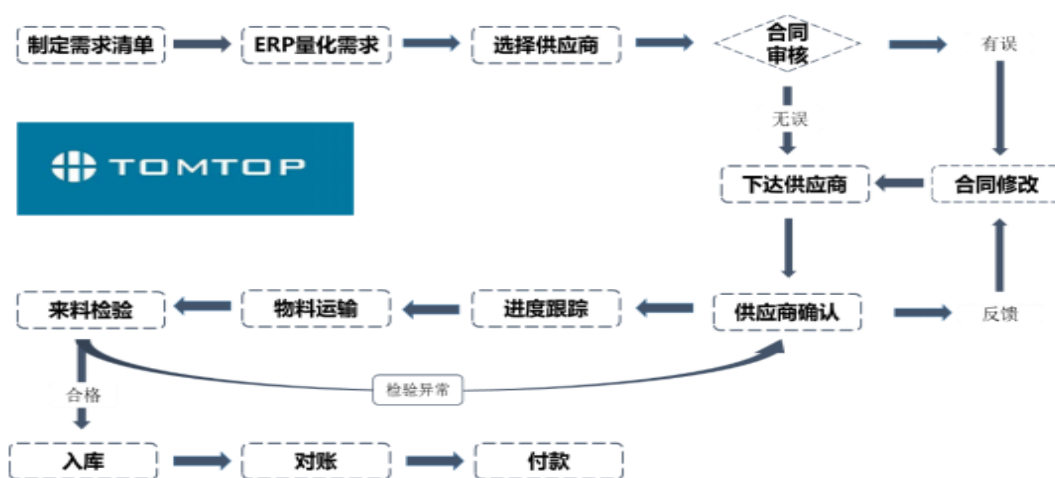 制定需求清单
ERP量化需求
选择供应商
合同
审核
有误
无误
TOMTOP
下达供应商
合同修改
来料检验
物料运输
进度跟踪
供应商确认
反馈
检验异常
合格
入库
对账
付款